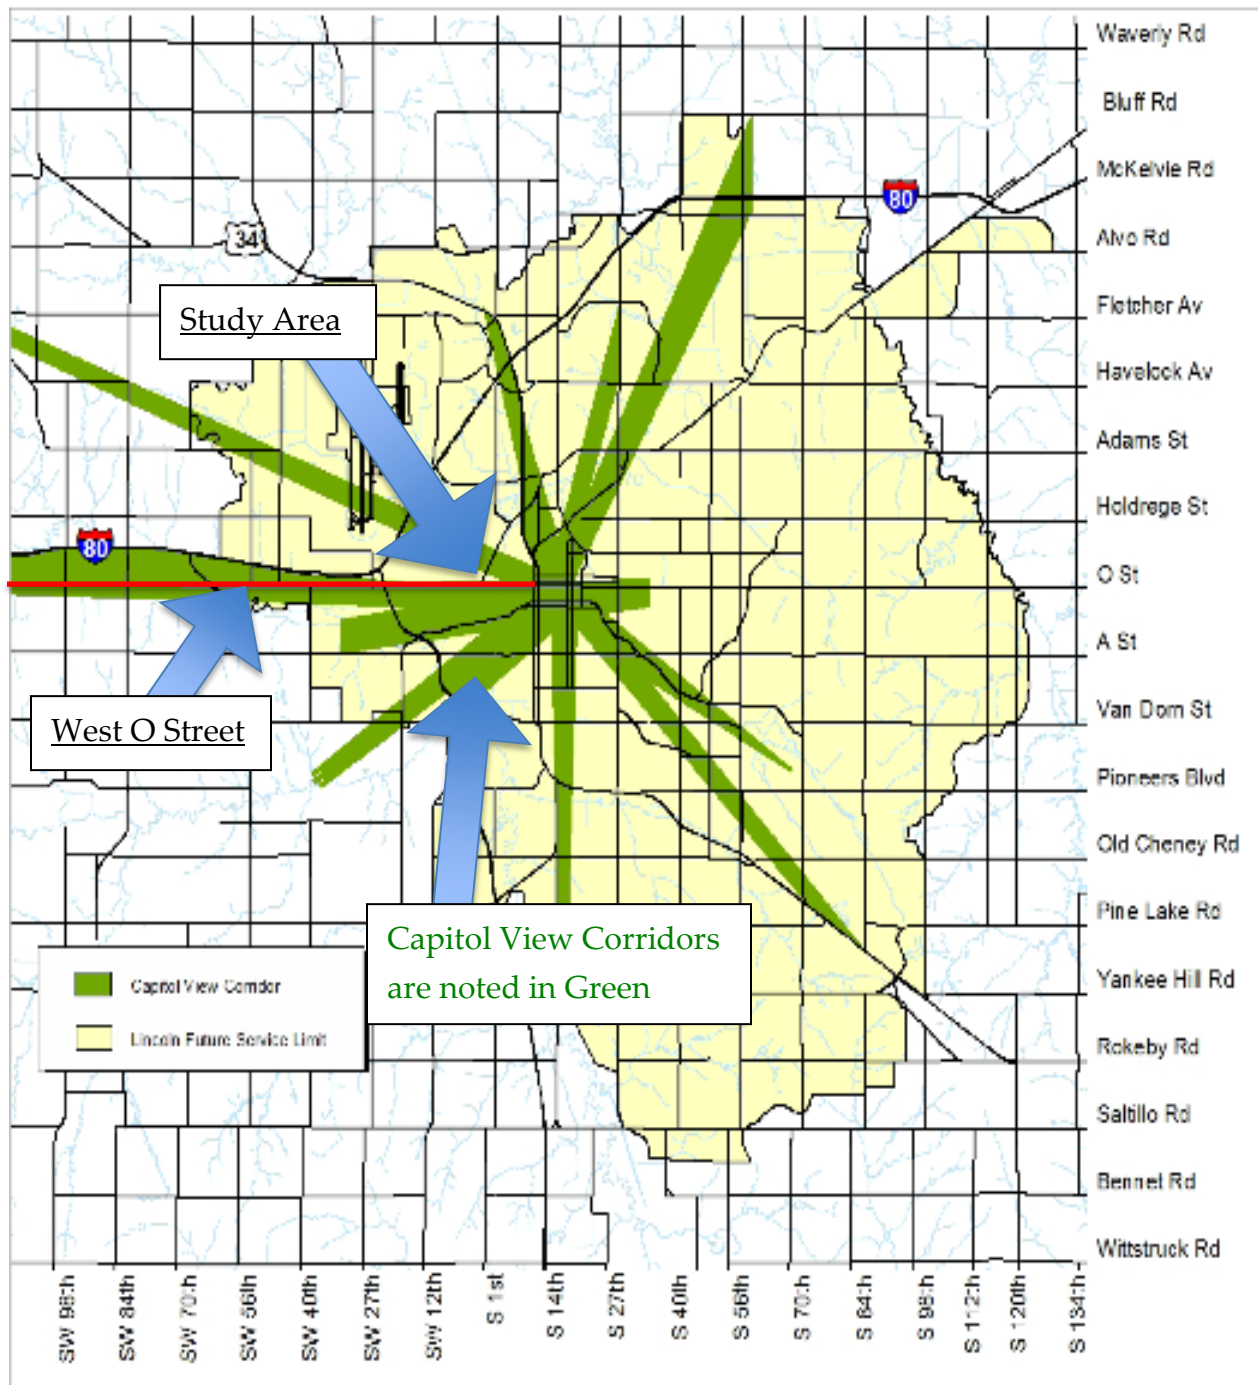 Waverly Rd
Bluff Rd
McKelvie Rd
80
34
Alvo Rd
Study Area
Fletcher Av
Havelock Av
Adams St
Holdrege St
80
O St
A St
West O Street
Van Dorn St
Pioneers Blvd
Old Cheney Rd
Pine Lake Rd
Capitol View Corridors
are noted in Green
Capitol View Corridor
Yankee Hill Rd
Lincoln Future Service Limit
Rokeby Rd
Saltillo Rd
Bennet Rd
Wittstruck Rd
SW 98th
SW 84th
SW 70th
SW 56th
SW 40th
SW 27th
SW 12th
S 1st
S 14th
S 27th
S 40th
S 56th
S 70th
S 84th
S 98th
S 112th
S 120th
S 134th